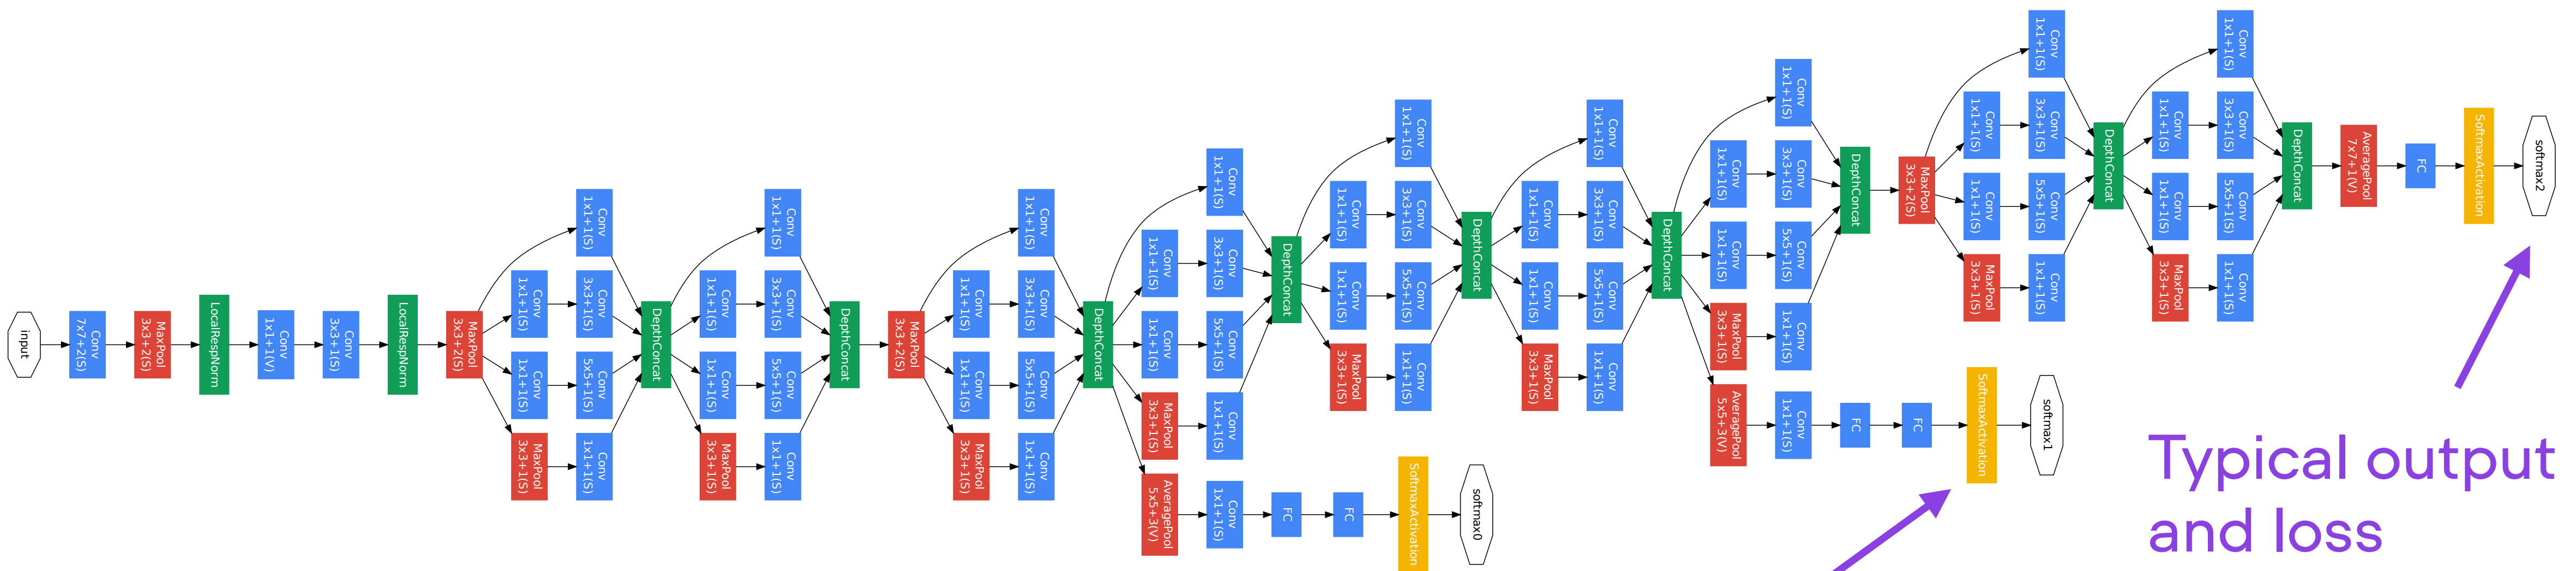 input
Conv
7x7+2(S)
MaxPool
3x3+2(S)
LocalRespNorm
Conv
1x1+1(V)
Conv
3x3+1(S)
LocalRespNorm
MaxPool
3x3+2(S)
Conv
1x1+1(S)
Conv
1x1+1(S)
MaxPool
3x3+1(S)
Conv
1x1+1(S)
Conv
3x3+1(S)
Conv
5x5+1(S)
Conv
1x1+1(S)
DepthConcat
Conv
1x1+1(S)
Conv
1x1+1(S)
MaxPool
3x3+1(S)
Conv
1x1+1(S)
Conv
3x3+1(S)
Conv
5x5+1(S)
Conv
1x1+1(S)
DepthConcat
MaxPool
3x3+2(S)
Conv
1x1+1(S)
Conv
1x1+1(S)
MaxPool
3x3+1(S)
Conv
1x1+1(S)
Conv
3x3+1(S)
Conv
5x5+1(S)
Conv
1x1+1(S)
DepthConcat
Conv
1x1+1(S)
Conv
1x1+1(S)
MaxPool
3x3+1(S)
AveragePool
5x5+3(V)
Conv
1x1+1(S)
Conv
3x3+1(S)
Conv
5x5+1(S)
Conv
1x1+1(S)
Conv
1x1+1(S)
DepthConcat
FC
FC
SoftmaxActivation
softmax0
Conv
1x1+1(S)
Conv
1x1+1(S)
MaxPool
3x3+1(S)
Conv
1x1+1(S)
Conv
3x3+1(S)
Conv
5x5+1(S)
Conv
1x1+1(S)
DepthConcat
Conv
1x1+1(S)
Conv
1x1+1(S)
MaxPool
3x3+1(S)
Conv
1x1+1(S)
Conv
3x3+1(S)
Conv
5x5+1(S)
Conv
1x1+1(S)
DepthConcat
Conv
1x1+1(S)
Conv
1x1+1(S)
MaxPool
3x3+1(S)
AveragePool
5x5+3(V)
Conv
1x1+1(S)
Conv
3x3+1(S)
Conv
5x5+1(S)
Conv
1x1+1(S)
Conv
1x1+1(S)
DepthConcat
FC
FC
SoftmaxActivation
softmax1
MaxPool
3x3+2(S)
Conv
1x1+1(S)
Conv
1x1+1(S)
MaxPool
3x3+1(S)
Conv
1x1+1(S)
Conv
3x3+1(S)
Conv
5x5+1(S)
Conv
1x1+1(S)
DepthConcat
Conv
1x1+1(S)
Conv
1x1+1(S)
MaxPool
3x3+1(S)
Conv
1x1+1(S)
Conv
3x3+1(S)
Conv
5x5+1(S)
Conv
1x1+1(S)
DepthConcat
AveragePool
7x7+1(V)
FC
SoftmaxActivation
softmax2
Typical output
and loss